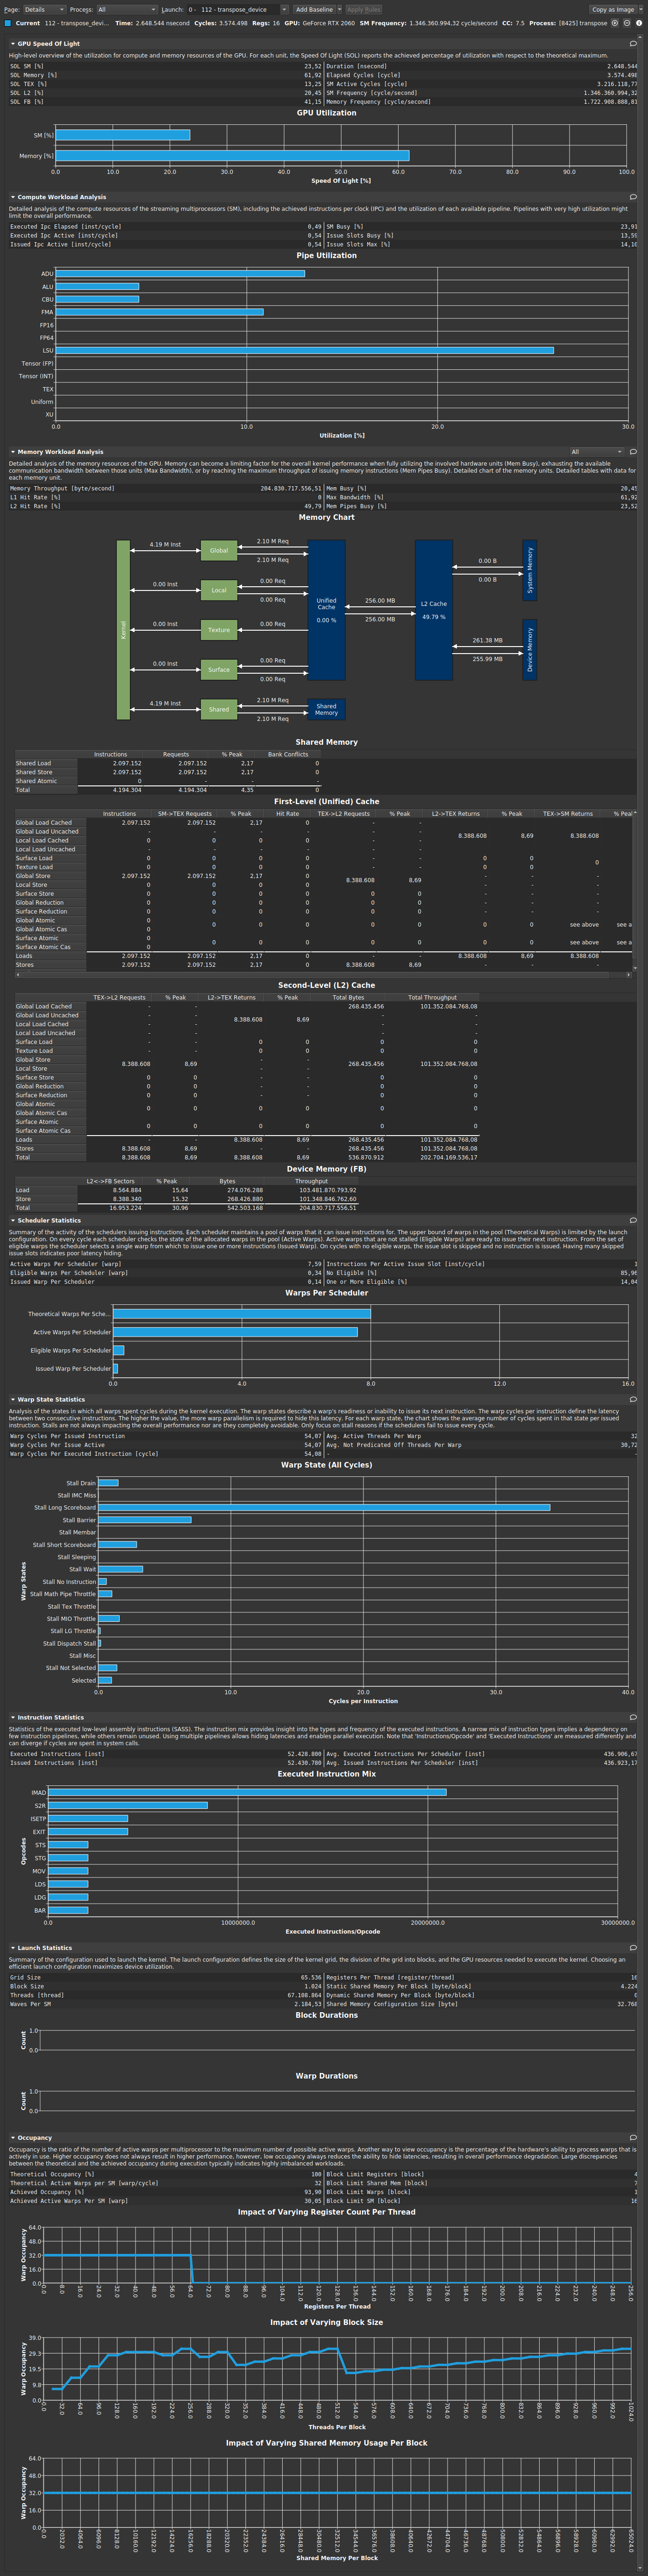 Page: Details Process: All Launch: 0 - 112 - transpose_device Add Baseline Apply Rules Copy as Image
Current 112 - transpose_devi... Time: 2.648.544 nsecond Cycles: 3.574.498 Regs: 16 GPU: GeForce RTX 2060 SM Frequency: 1.346.360.994,32 cycle/second CC: 7.5 Process: [8425] transpose
GPU Speed Of Light
High-level overview of the utilization for compute and memory resources of the GPU. For each unit, the Speed Of Light (SOL) reports the achieved percentage of utilization with respect to the theoretical maximum.
SOL SM [%] 23,52 Duration [nsecond] 2.648.544
SOL Memory [%] 61,92 Elapsed Cycles [cycle] 3.574.498
SOL TEX [%] 13,25 SM Active Cycles [cycle] 3.216.118,77
SOL L2 [%] 20,45 SM Frequency [cycle/second] 1.346.360.994,32
SOL FB [%] 41,15 Memory Frequency [cycle/second] 1.722.908.888,81
GPU Utilization
SM [%]
Memory [%]
0.0 10.0 20.0 30.0 40.0 50.0 60.0 70.0 80.0 90.0 100.0
Speed Of Light [%]
Compute Workload Analysis
Detailed analysis of the compute resources of the streaming multiprocessors (SM), including the achieved instructions per clock (IPC) and the utilization of each available pipeline. Pipelines with very high utilization might
limit the overall performance.
Executed Ipc Elapsed [inst/cycle] 0,49 SM Busy [%] 23,91
Executed Ipc Active [inst/cycle] 0,54 Issue Slots Busy [%] 13,59
Issued Ipc Active [inst/cycle] 0,54 Issue Slots Max [%] 14,10
Pipe Utilization
ADU
ALU
CBU
FMA
FP16
FP64
LSU
Tensor (FP)
Tensor (INT)
TEX
Uniform
XU
0.0 10.0 20.0 30.0
Utilization [%]
Memory Workload Analysis All
Detailed analysis of the memory resources of the GPU. Memory can become a limiting factor for the overall kernel performance when fully utilizing the involved hardware units (Mem Busy), exhausting the available
communication bandwidth between those units (Max Bandwidth), or by reaching the maximum throughput of issuing memory instructions (Mem Pipes Busy). Detailed chart of the memory units. Detailed tables with data for
each memory unit.
Memory Throughput [byte/second] 204.830.717.556,51 Mem Busy [%] 20,45
L1 Hit Rate [%] 0 Max Bandwidth [%] 61,92
L2 Hit Rate [%] 49,79 Mem Pipes Busy [%] 23,52
Memory Chart
Kernel
4.19 M Inst Global 2.10 M Req 2.10 M Req
0.00 Inst Local 0.00 Req 0.00 Req
0.00 Inst Texture 0.00 Req
0.00 Inst Surface 0.00 Req 0.00 Req
4.19 M Inst Shared 2.10 M Req 2.10 M Req
Unified Cache 0.00 %
Shared Memory
256.00 MB 256.00 MB
L2 Cache 49.79 %
0.00 B 0.00 B System Memory
261.38 MB 255.99 MB Device Memory
Shared Memory
Instructions Requests % Peak Bank Conflicts
Shared Load 2.097.152 2.097.152 2,17 0
Shared Store 2.097.152 2.097.152 2,17 0
Shared Atomic 0 - - -
Total 4.194.304 4.194.304 4,35 0
First-Level (Unified) Cache
Instructions SM->TEX Requests % Peak Hit Rate TEX->L2 Requests % Peak L2->TEX Returns % Peak TEX->SM Returns % Peal
Global Load Cached 2.097.152 2.097.152 2,17 0 - -
Global Load Uncached - - - - - - 8.388.608 8,69 8.388.608
Local Load Cached 0 0 0 0 - -
Local Load Uncached - - - - - -
Surface Load 0 0 0 0 - - 0 0 0
Texture Load 0 0 0 0 - - 0 0
Global Store 2.097.152 2.097.152 2,17 0 8.388.608 8,69 - - -
Local Store 0 0 0 0 - - -
Surface Store 0 0 0 0 0 0 - - -
Global Reduction 0 0 0 0 0 0 - - -
Surface Reduction 0 0 0 0 0 0 - - -
Global Atomic 0 0 0 0 0 0 0 0 see above see a
Global Atomic Cas 0
Surface Atomic 0 0 0 0 0 0 0 0 see above see a
Surface Atomic Cas 0
Loads 2.097.152 2.097.152 2,17 0 - - 8.388.608 8,69 8.388.608
Stores 2.097.152 2.097.152 2,17 0 8.388.608 8,69 - - -
Second-Level (L2) Cache
TEX->L2 Requests % Peak L2->TEX Returns % Peak Total Bytes Total Throughput
Global Load Cached - - 268.435.456 101.352.084.768,08
Global Load Uncached - - 8.388.608 8,69 - -
Local Load Cached - - - -
Local Load Uncached - - - -
Surface Load - - 0 0 0 0
Texture Load - - 0 0 0 0
Global Store 8.388.608 8,69 - - 268.435.456 101.352.084.768,08
Local Store - -
Surface Store 0 0 - - 0 0
Global Reduction 0 0 - - 0 0
Surface Reduction 0 0 - - 0 0
Global Atomic 0 0 0 0 0 0
Global Atomic Cas
Surface Atomic 0 0 0 0 0 0
Surface Atomic Cas
Loads - - 8.388.608 8,69 268.435.456 101.352.084.768,08
Stores 8.388.608 8,69 - - 268.435.456 101.352.084.768,08
Total 8.388.608 8,69 8.388.608 8,69 536.870.912 202.704.169.536,17
Device Memory (FB)
L2<->FB Sectors % Peak Bytes Throughput
Load 8.564.884 15,64 274.076.288 103.481.870.793,92
Store 8.388.340 15,32 268.426.880 101.348.846.762,60
Total 16.953.224 30,96 542.503.168 204.830.717.556,51
Scheduler Statistics
Summary of the activity of the schedulers issuing instructions. Each scheduler maintains a pool of warps that it can issue instructions for. The upper bound of warps in the pool (Theoretical Warps) is limited by the launch
configuration. On every cycle each scheduler checks the state of the allocated warps in the pool (Active Warps). Active warps that are not stalled (Eligible Warps) are ready to issue their next instruction. From the set of
eligible warps the scheduler selects a single warp from which to issue one or more instructions (Issued Warp). On cycles with no eligible warps, the issue slot is skipped and no instruction is issued. Having many skipped
issue slots indicates poor latency hiding.
Active Warps Per Scheduler [warp] 7,59 Instructions Per Active Issue Slot [inst/cycle] 1
Eligible Warps Per Scheduler [warp] 0,34 No Eligible [%] 85,96
Issued Warp Per Scheduler 0,14 One or More Eligible [%] 14,04
Warps Per Scheduler
Theoretical Warps Per Sche...
Active Warps Per Scheduler
Eligible Warps Per Scheduler
Issued Warp Per Scheduler
0.0 4.0 8.0 12.0 16.0
Warp State Statistics
Analysis of the states in which all warps spent cycles during the kernel execution. The warp states describe a warp's readiness or inability to issue its next instruction. The warp cycles per instruction define the latency
between two consecutive instructions. The higher the value, the more warp parallelism is required to hide this latency. For each warp state, the chart shows the average number of cycles spent in that state per issued
instruction. Stalls are not always impacting the overall performance nor are they completely avoidable. Only focus on stall reasons if the schedulers fail to issue every cycle.
Warp Cycles Per Issued Instruction 54,07 Avg. Active Threads Per Warp 32
Warp Cycles Per Issue Active 54,07 Avg. Not Predicated Off Threads Per Warp 30,72
Warp Cycles Per Executed Instruction [cycle] 54,08 - -
Warp State (All Cycles)
Warp States
Stall Drain
Stall IMC Miss
Stall Long Scoreboard
Stall Barrier
Stall Membar
Stall Short Scoreboard
Stall Sleeping
Stall Wait
Stall No Instruction
Stall Math Pipe Throttle
Stall Tex Throttle
Stall MIO Throttle
Stall LG Throttle
Stall Dispatch Stall
Stall Misc
Stall Not Selected
Selected
0.0 10.0 20.0 30.0 40.0
Cycles per Instruction
Instruction Statistics
Statistics of the executed low-level assembly instructions (SASS). The instruction mix provides insight into the types and frequency of the executed instructions. A narrow mix of instruction types implies a dependency on
few instruction pipelines, while others remain unused. Using multiple pipelines allows hiding latencies and enables parallel execution. Note that 'Instructions/Opcode' and 'Executed Instructions' are measured differently and
can diverge if cycles are spent in system calls.
Executed Instructions [inst] 52.428.800 Avg. Executed Instructions Per Scheduler [inst] 436.906,67
Issued Instructions [inst] 52.430.780 Avg. Issued Instructions Per Scheduler [inst] 436.923,17
Executed Instruction Mix
Opcodes
IMAD
S2R
ISETP
EXIT
STS
STG
MOV
LDS
LDG
BAR
0.0 10000000.0 20000000.0 30000000.0
Executed Instructions/Opcode
Launch Statistics
Summary of the configuration used to launch the kernel. The launch configuration defines the size of the kernel grid, the division of the grid into blocks, and the GPU resources needed to execute the kernel. Choosing an
efficient launch configuration maximizes device utilization.
Grid Size 65.536 Registers Per Thread [register/thread] 16
Block Size 1.024 Static Shared Memory Per Block [byte/block] 4.224
Threads [thread] 67.108.864 Dynamic Shared Memory Per Block [byte/block] 0
Waves Per SM 2.184,53 Shared Memory Configuration Size [byte] 32.768
Block Durations
Count
1.0
0.0
Warp Durations
Count
1.0
0.0
Occupancy
Occupancy is the ratio of the number of active warps per multiprocessor to the maximum number of possible active warps. Another way to view occupancy is the percentage of the hardware's ability to process warps that is
actively in use. Higher occupancy does not always result in higher performance, however, low occupancy always reduces the ability to hide latencies, resulting in overall performance degradation. Large discrepancies
between the theoretical and the achieved occupancy during execution typically indicates highly imbalanced workloads.
Theoretical Occupancy [%] 100 Block Limit Registers [block] 4
Theoretical Active Warps per SM [warp/cycle] 32 Block Limit Shared Mem [block] 7
Achieved Occupancy [%] 93,90 Block Limit Warps [block] 1
Achieved Active Warps Per SM [warp] 30,05 Block Limit SM [block] 16
Impact of Varying Register Count Per Thread
Warp Occupancy
64.0
48.0
32.0
16.0
0.0
0.0 8.0 16.0 24.0 32.0 40.0 48.0 56.0 64.0 72.0 80.0 88.0 96.0 104.0 112.0 120.0 128.0 136.0 144.0 152.0 160.0 168.0 176.0 184.0 192.0 200.0 208.0 216.0 224.0 232.0 240.0 248.0 256.0
Registers Per Thread
Impact of Varying Block Size
Warp Occupancy
39.0
29.3
19.5
9.8
0.0
0.0 32.0 64.0 96.0 128.0 160.0 192.0 224.0 256.0 288.0 320.0 352.0 384.0 416.0 448.0 480.0 512.0 544.0 576.0 608.0 640.0 672.0 704.0 736.0 768.0 800.0 832.0 864.0 896.0 928.0 960.0 992.0 1024.0
Threads Per Block
Impact of Varying Shared Memory Usage Per Block
Warp Occupancy
64.0
48.0
32.0
16.0
0.0
0.0 2032.0 4064.0 6096.0 8128.0 10160.0 12192.0 14224.0 16256.0 18288.0 20320.0 22352.0 24384.0 26416.0 28448.0 30480.0 32512.0 34544.0 36576.0 38608.0 40640.0 42672.0 44704.0 46736.0 48768.0 50800.0 52832.0 54864.0 56896.0 58928.0 60960.0 62992.0 65024.0
Shared Memory Per Block